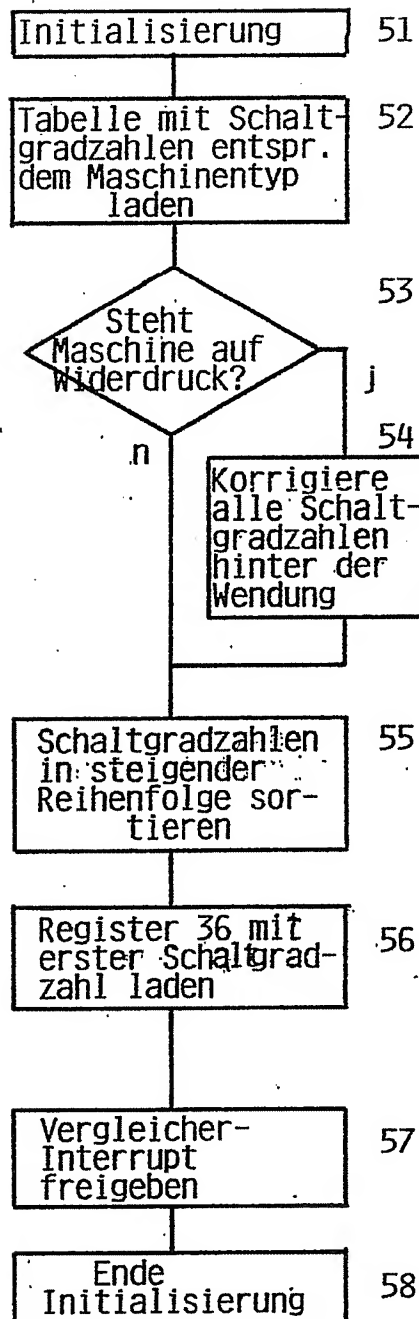 Initialisierung 51
Tabelle mit Schalt- 52
gradzahlen entspr.
dem Maschinentyp
laden
53
Steht
Maschine auf
Widerdruck?
j
n
54
Korrigiere
alle Schalt-
gradzahlen
hinter der
Wendung
Schaltgradzahlen 55
in steigender
Reihenfolge sor-
tieren
Register 36 mit 56
erster Schaltgrad-
zahl laden
Vergleicher- 57
Interrupt
freigeben
Ende 58
Initialisierung